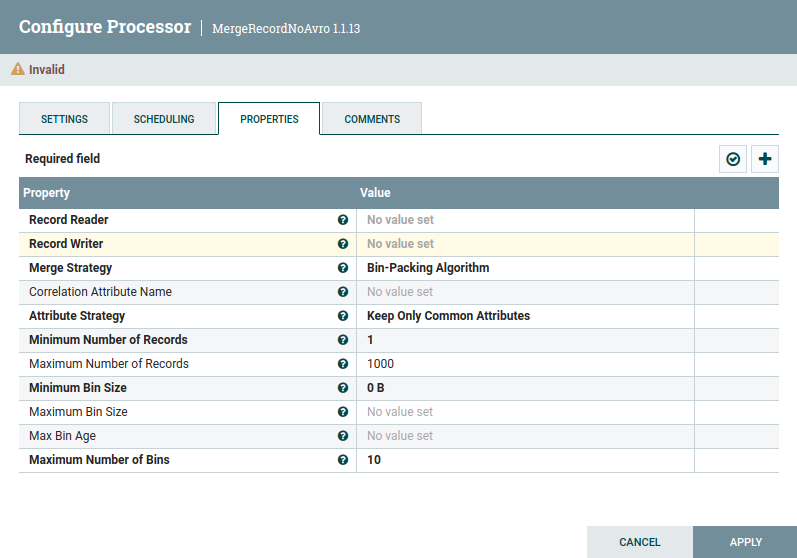 Configure Processor | MergeRecordNoAvro 1.1.13
Invalid
SETTINGS SCHEDULING PROPERTIES COMMENTS
Required field
Property Value
Record Reader No value set
Record Writer No value set
Merge Strategy Bin-Packing Algorithm
Correlation Attribute Name No value set
Attribute Strategy Keep Only Common Attributes
Minimum Number of Records 1
Maximum Number of Records 1000
Minimum Bin Size 0 B
Maximum Bin Size No value set
Max Bin Age No value set
Maximum Number of Bins 10
CANCEL APPLY